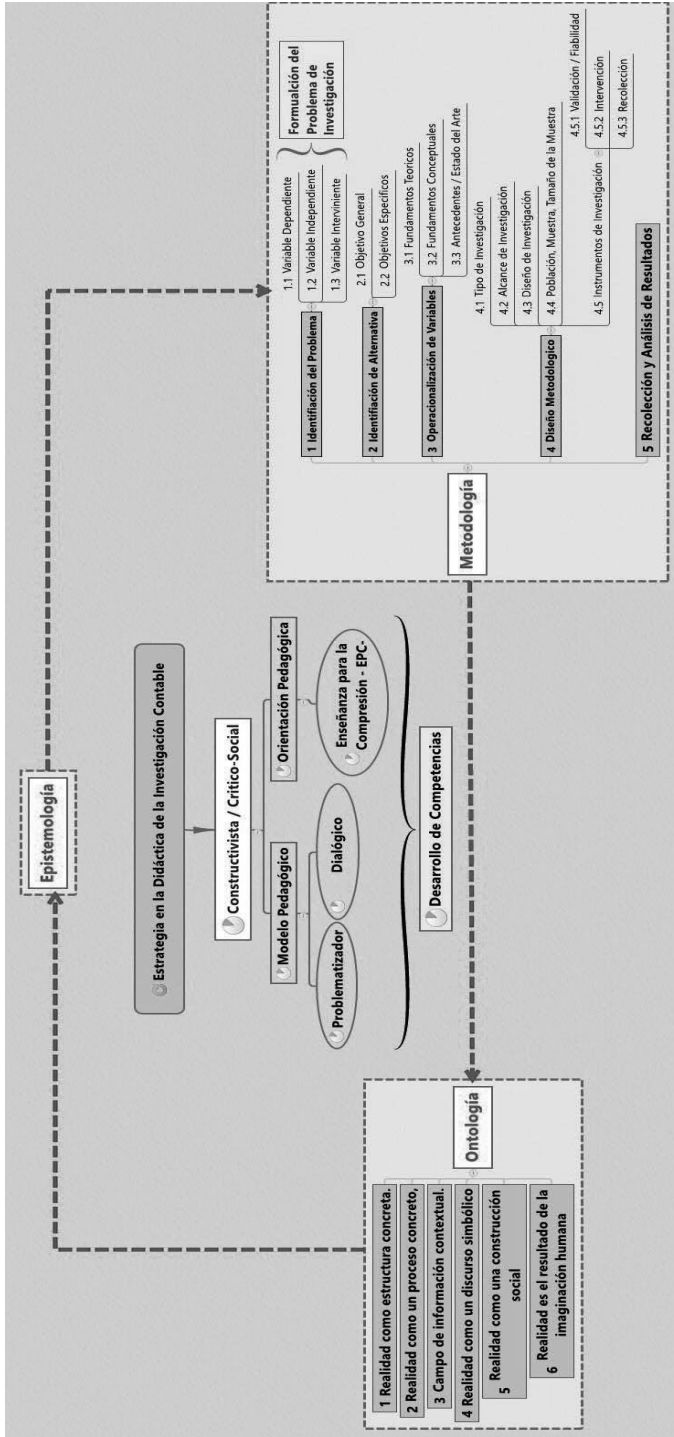 Epistemología
Estrategia en la Didáctica de la Investigación Contable
Constructivista / Critico-Social
Modelo Pedagógico
Orientación Pedagógica
Problematizador
Dialógico
Enseñanza para la
Compresión - EPC-
Desarrollo de Competencias
Ontología
1 Realidad como estructura concreta.
2 Realidad como un proceso concreto,
3 Campo de información contextual.
4 Realidad como un discurso simbólico
5 Realidad como una construcción
social
6 Realidad es el resultado de la
imaginación humana
Metodología
1 Identifiación del Problema
1.1 Variable Dependiente
1.2 Variable Independiente
1.3 Variable Interviniente
Formualción del
Problema de
Investigación
2 Identifiación de Alternativa
2.1 Objetivo General
2.2 Objetivos Específicos
3 Operacionalización de Variables
3.1 Fundamentos Teoricos
3.2 Fundamentos Conceptuales
3.3 Antecedentes / Estado del Arte
4 Diseño Metodologico
4.1 Tipo de Investigación
4.2 Alcance de Investigación
4.3 Diseño de Investigación
4.4 Población, Muestra, Tamaño de la Muestra
4.5 Instrumentos de Investigación
4.5.1 Validación / Fiabilidad
4.5.2 Intervención
4.5.3 Recolección
5 Recolección y Análisis de Resultados